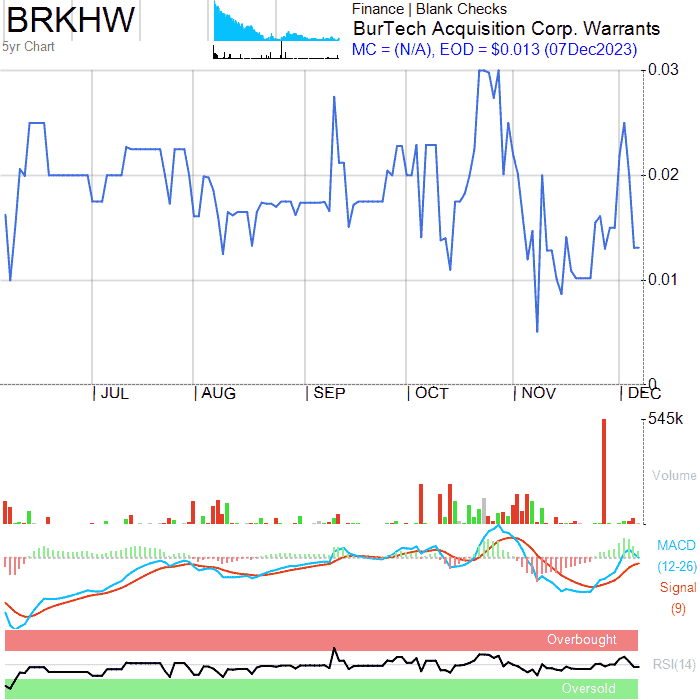 BRKHW
5yr Chart
Finance | Blank Checks
BurTech Acquisition Corp. Warrants
MC = (N/A), EOD = $0.013 (07Dec2023)
0.03
0.02
0.01
0
| JUL | AUG | SEP | OCT | NOV | DEC
545k
Volume
MACD
(12-26)
Signal
(9)
Overbought
RSI(14)
Oversold